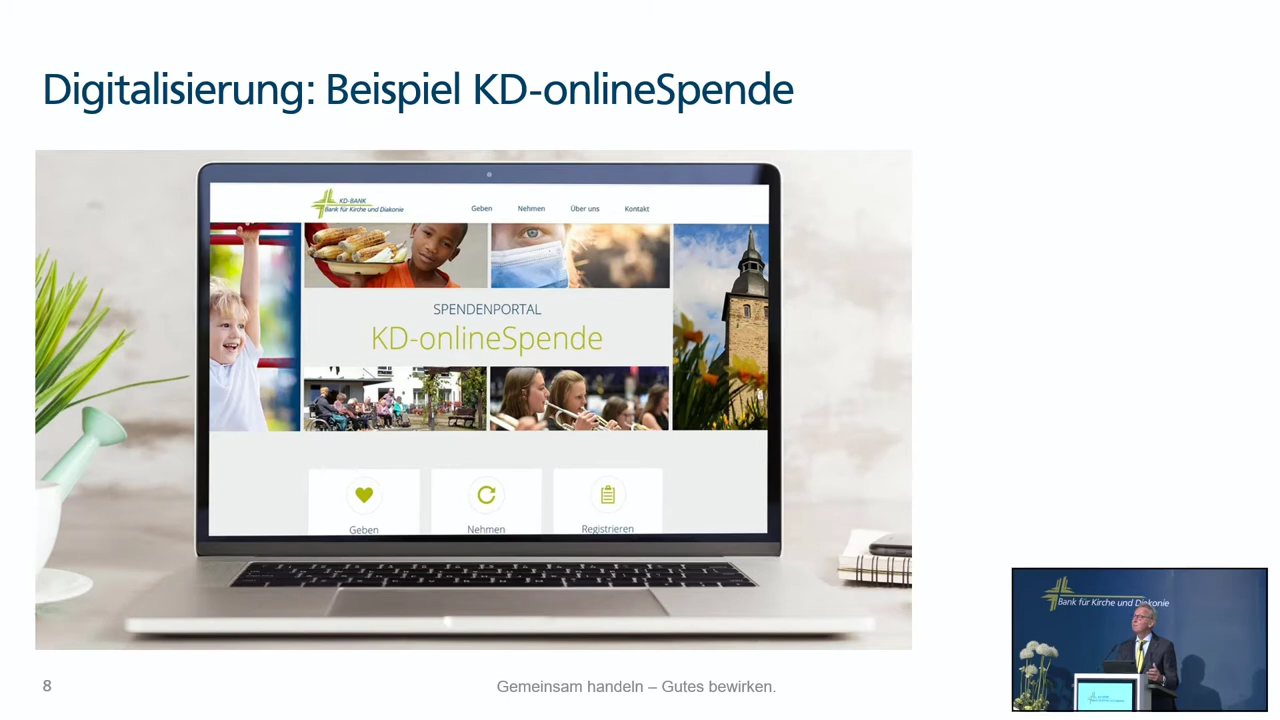 Digitalisierung: Beispiel KD-onlineSpende
KD-BANK
Bank für Kirche und Diakonie
Geben Nehmen Über uns Kontakt
SPENDENPORTAL
KD-onlineSpende
Geben Nehmen Registrieren
Bank für Kirche und Diakonie
8 Gemeinsam handeln – Gutes bewirken.